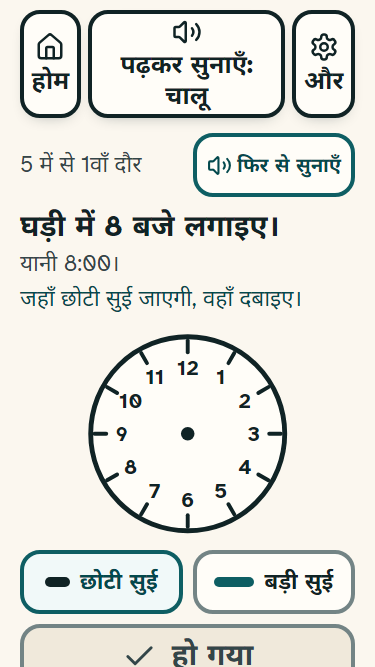 होम
पढ़कर सुनाएँ:
चालू
और
5 में से 1वाँ दौर
फिर से सुनाएँ
घड़ी में 8 बजे लगाइए।
यानी 8:00।
जहाँ छोटी सुई जाएगी, वहाँ दबाइए।
12
11
1
10
2
9
3
8
4
7
5
6
छोटी सुई
बड़ी सुई
हो गया